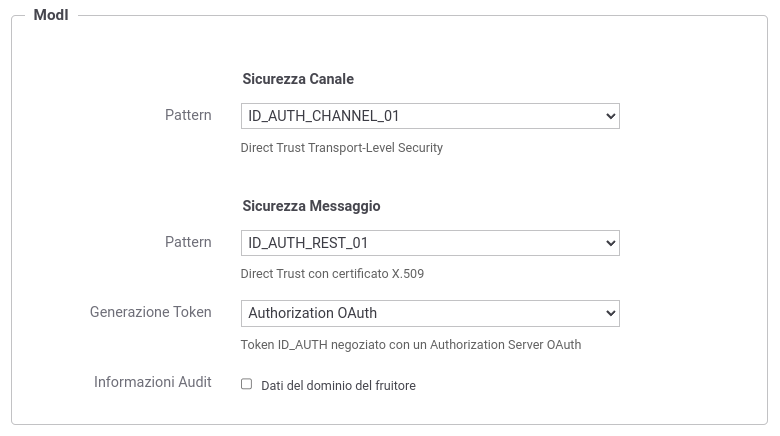 ModI
Sicurezza Canale
Pattern
ID_AUTH_CHANNEL_01
Direct Trust Transport-Level Security
Sicurezza Messaggio
Pattern
ID_AUTH_REST_01
Direct Trust con certificato X.509
Generazione Token
Authorization OAuth
Token ID_AUTH negoziato con un Authorization Server OAuth
Informazioni Audit
Dati del dominio del fruitore